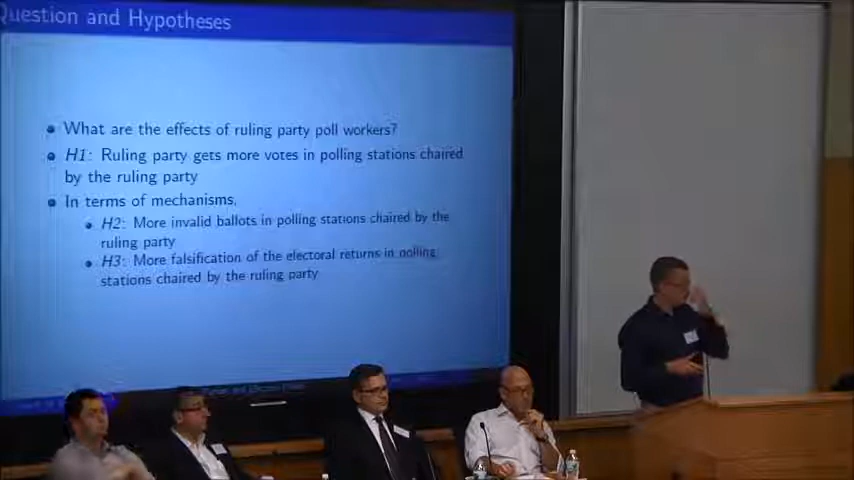 Question and Hypotheses
What are the effects of ruling party poll workers?
H1: Ruling party gets more votes in polling stations chaired
by the ruling party
In terms of mechanisms,
H2: More invalid ballots in polling stations chaired by the
ruling party
H3: More falsification of the electoral returns in polling
stations chaired by the ruling party